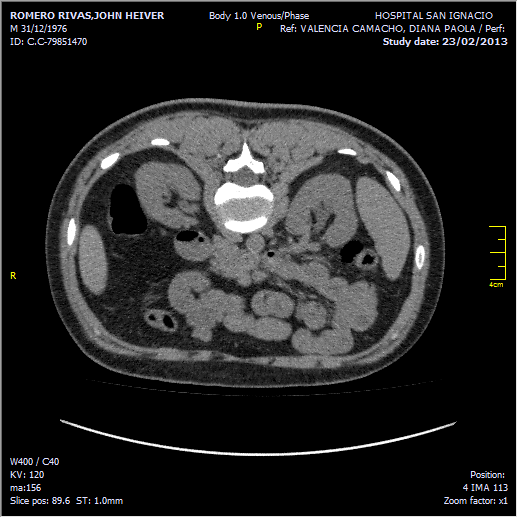 ROMERO RIVAS,JOHN HEIVER
M 31/12/1976
ID: C.C-79851470
Body 1.0 Venous/Phase
P
HOSPITAL SAN IGNACIO
Ref: VALENCIA CAMACHO, DIANA PAOLA / Perf:
Study date: 23/02/2013
R
4cm
W400 / C40
KV: 120
ma:156
Slice pos: 89.6 ST: 1.0mm
Position:
4 IMA 113
Zoom factor: x1